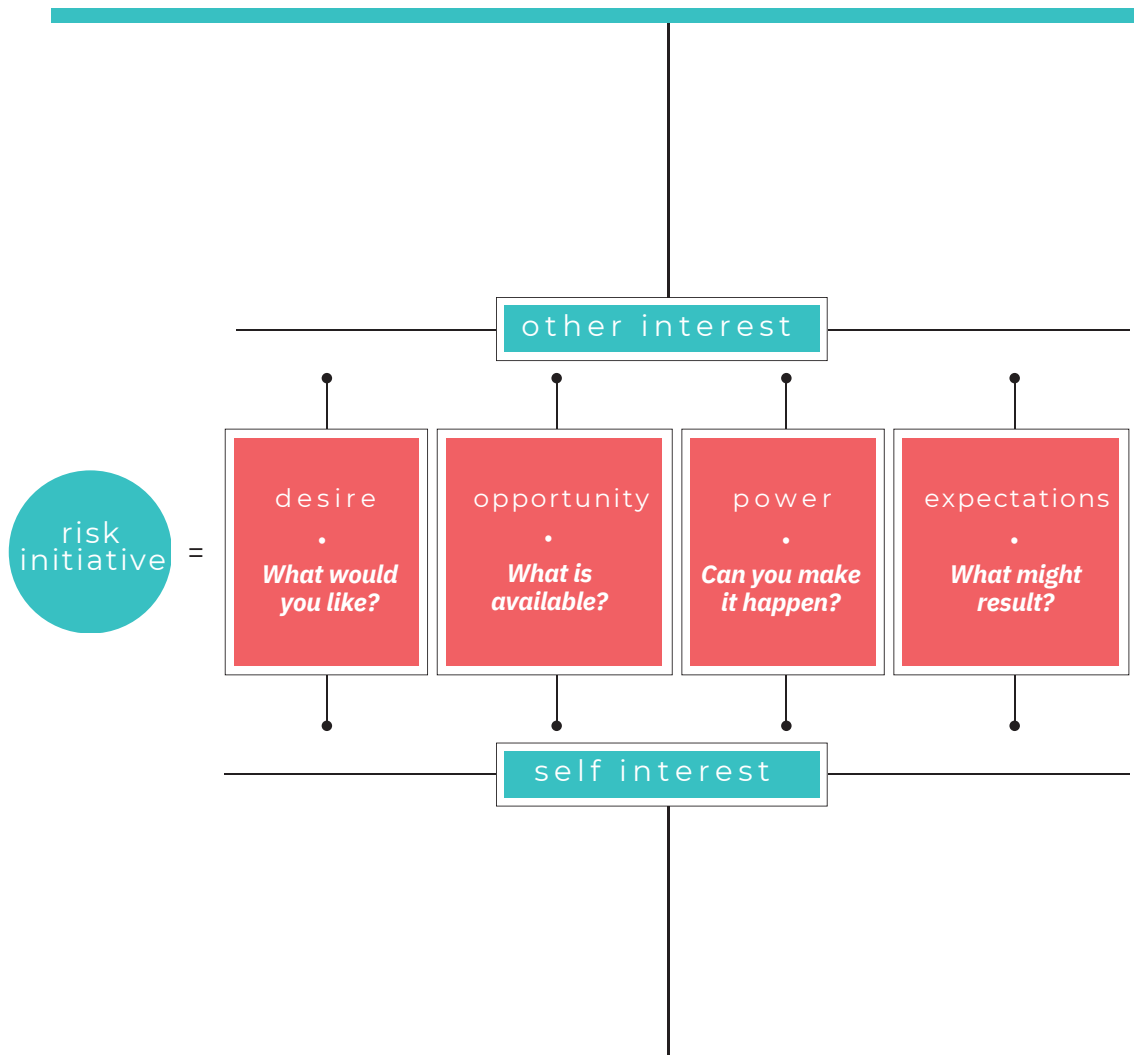 other interest
risk
initiative
=
desire
•
What would
you like?
opportunity
•
What is
available?
power
•
Can you make
it happen?
expectations
•
What might
result?
self interest